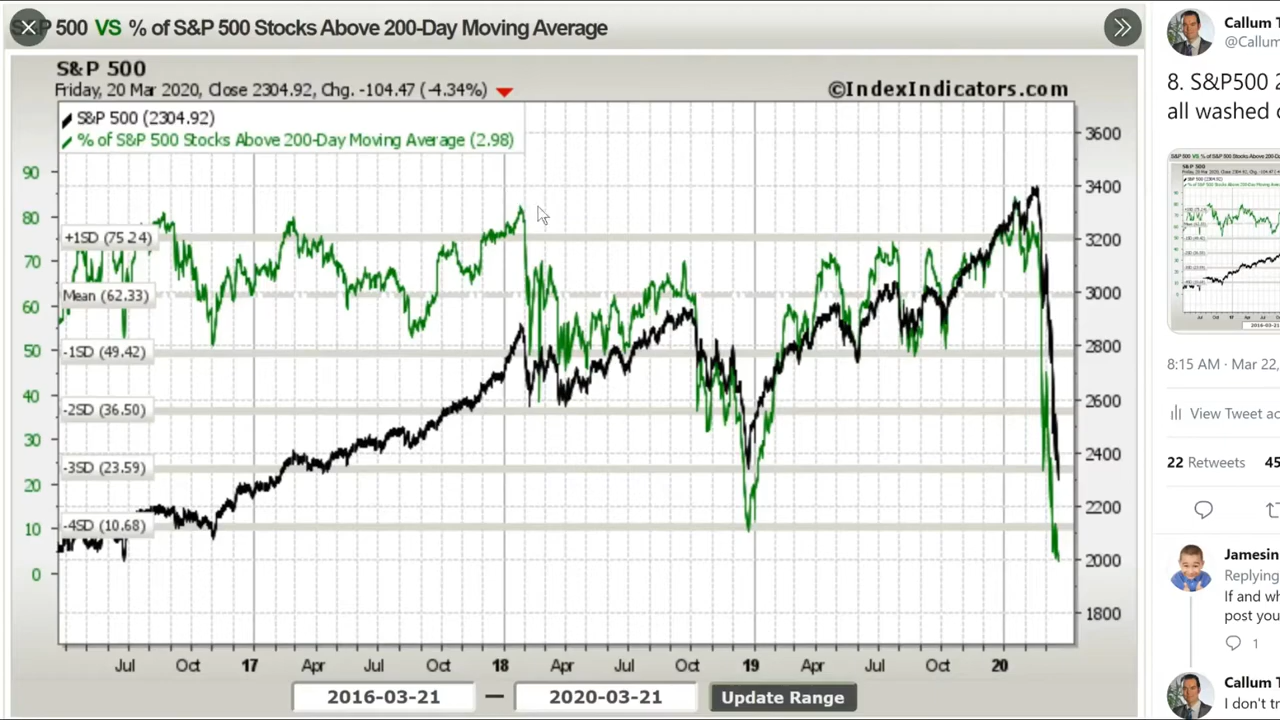 S&P 500 VS % of S&P 500 Stocks Above 200-Day Moving Average
S&P 500
Friday, 20 Mar 2020, Close 2304.92, Chg. -104.47 (-4.34%)
©IndexIndicators.com
S&P 500 (2304.92)
% of S&P 500 Stocks Above 200-Day Moving Average (2.98)
90
80
70
60
50
40
30
20
10
0
+1SD (75.24)
Mean (62.33)
-1SD (49.42)
-2SD (36.50)
-3SD (23.59)
-4SD (10.68)
3600
3400
3200
3000
2800
2600
2400
2200
2000
1800
Jul Oct 17 Apr Jul Oct 18 Apr Jul Oct 19 Apr Jul Oct 20
2016-03-21 — 2020-03-21 Update Range
Callum T
@Callum
8. S&P500 2
all washed
8:15 AM · Mar 22,
View Tweet ac
22 Retweets 45
Jamesin
Replying
If and wh
post you
1
Callum T
I don't tr